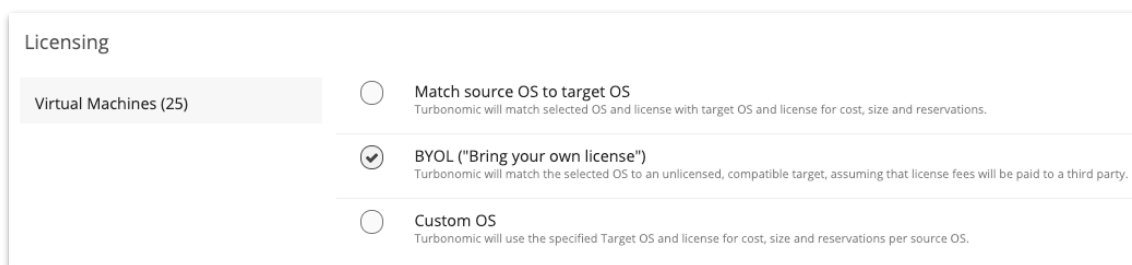 Licensing
Virtual Machines (25)
Match source OS to target OS
Turbonomic will match selected OS and license with target OS and license for cost, size and reservations.
BYOL ("Bring your own license")
Turbonomic will match the selected OS to an unlicensed, compatible target, assuming that license fees will be paid to a third party.
Custom OS
Turbonomic will use the specified Target OS and license for cost, size and reservations per source OS.